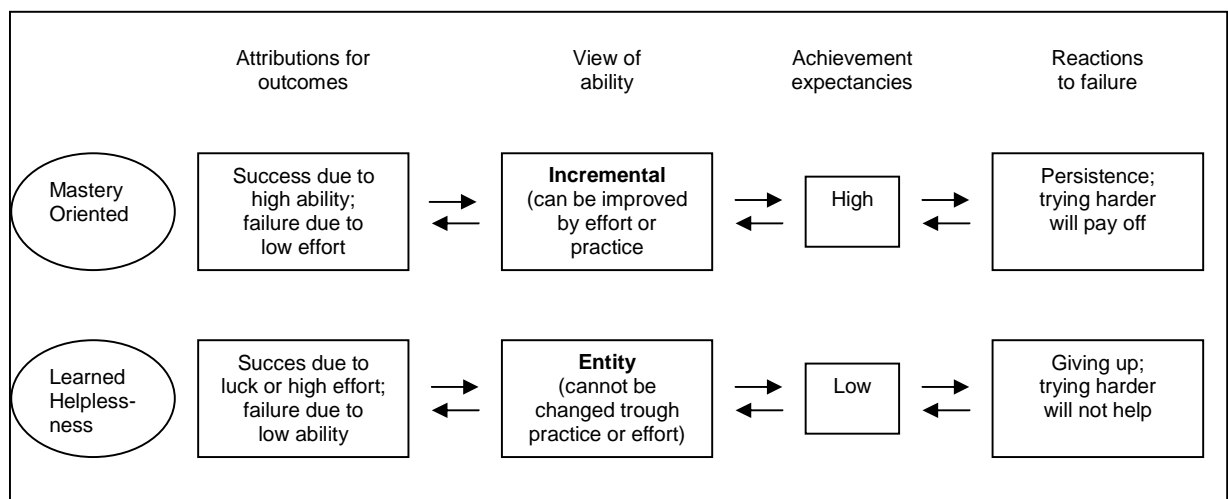 Attributions for
outcomes
View of
ability
Achievement
expectancies
Reactions
to failure
Mastery
Oriented
Success due to
high ability;
failure due to
low effort
Incremental
(can be improved
by effort or
practice
High
Persistence;
trying harder
will pay off
Learned
Helpless-
ness
Succes due to
luck or high effort;
failure due to
low ability
Entity
(cannot be
changed trough
practice or effort)
Low
Giving up;
trying harder
will not help